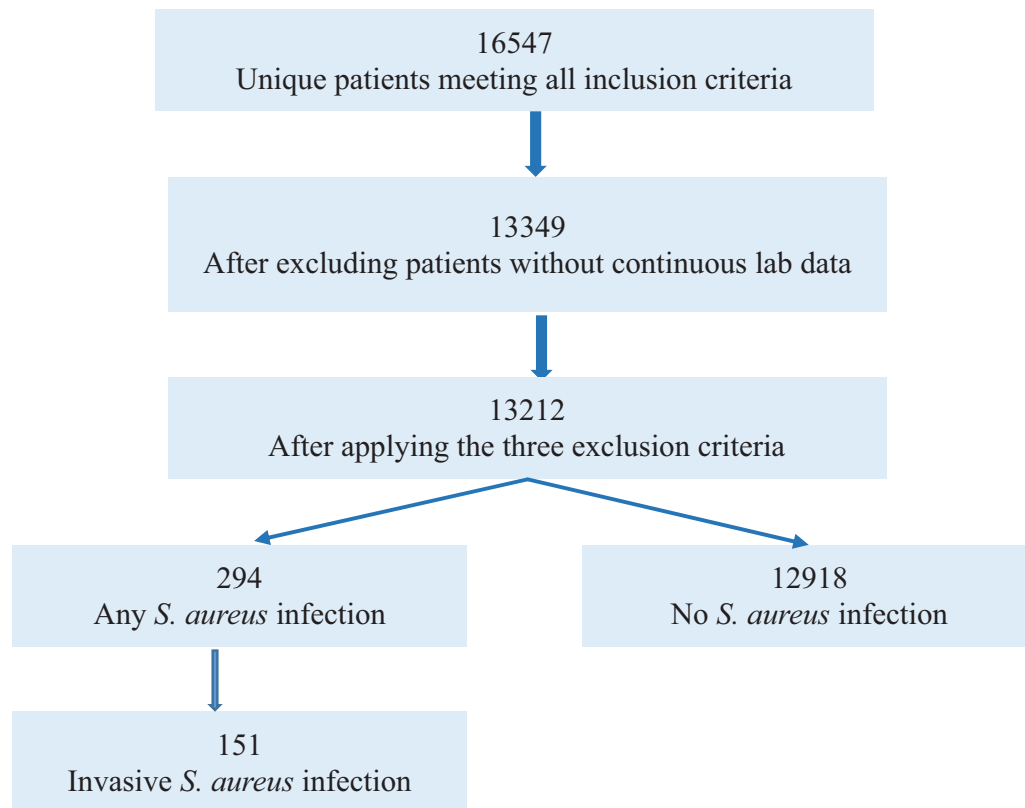 16547
Unique patients meeting all inclusion criteria
13349
After excluding patients without continuous lab data
13212
After applying the three exclusion criteria
294
Any S. aureus infection
12918
No S. aureus infection
151
Invasive S. aureus infection